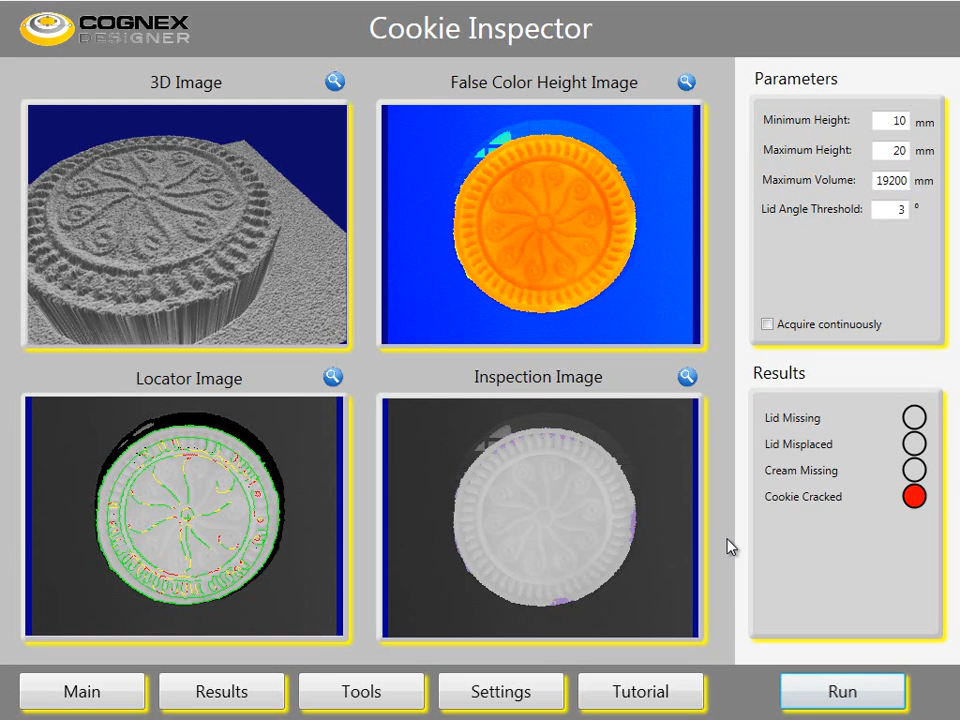 COGNEX
DESIGNER
Cookie Inspector
3D Image
False Color Height Image
Parameters
Minimum Height: 10 mm
Maximum Height: 20 mm
Maximum Volume: 19200 mm
Lid Angle Threshold: 3 °
Acquire continuously
Locator Image
Inspection Image
Results
Lid Missing
Lid Misplaced
Cream Missing
Cookie Cracked
Main
Results
Tools
Settings
Tutorial
Run